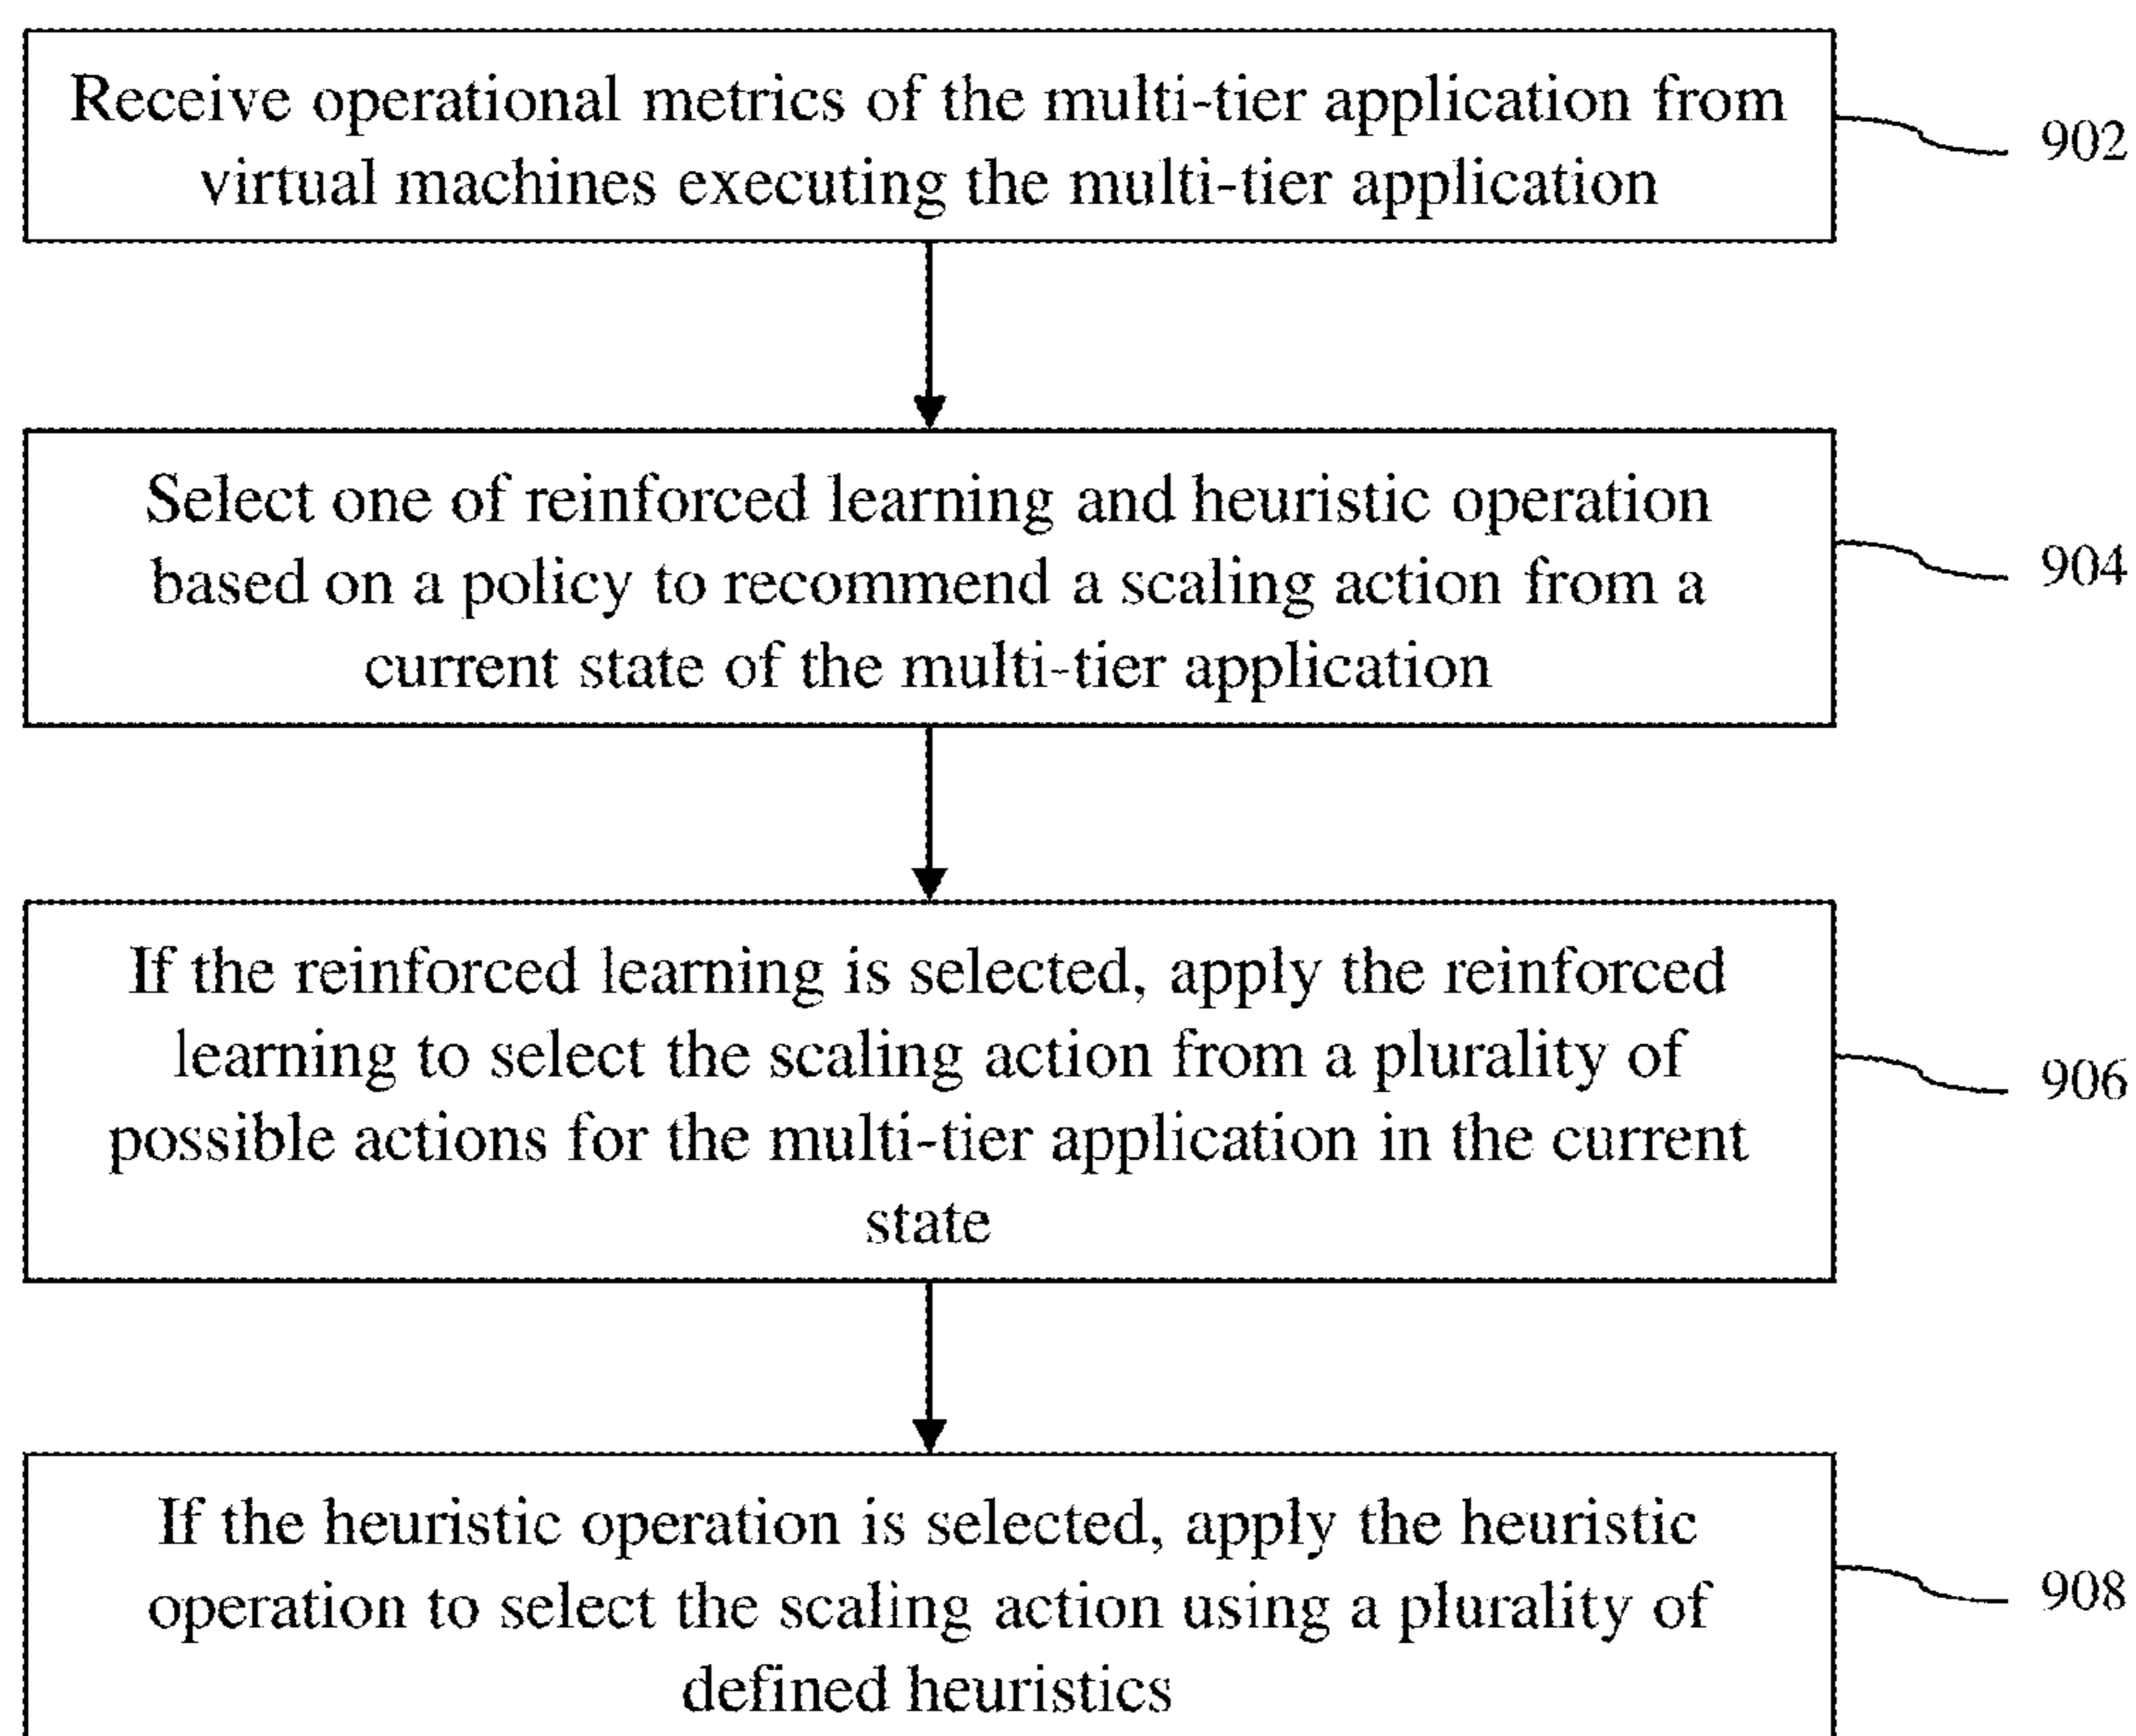 Receive operational metrics of the multi-tier application from
virtual machines executing the multi-tier application
902
Select one of reinforced learning and heuristic operation
based on a policy to recommend a scaling action from a
current state of the multi-tier application
904
If the reinforced learning is selected, apply the reinforced
learning to select the scaling action from a plurality of
possible actions for the multi-tier application in the current
state
906
If the heuristic operation is selected, apply the heuristic
operation to select the scaling action using a plurality of
defined heuristics
908